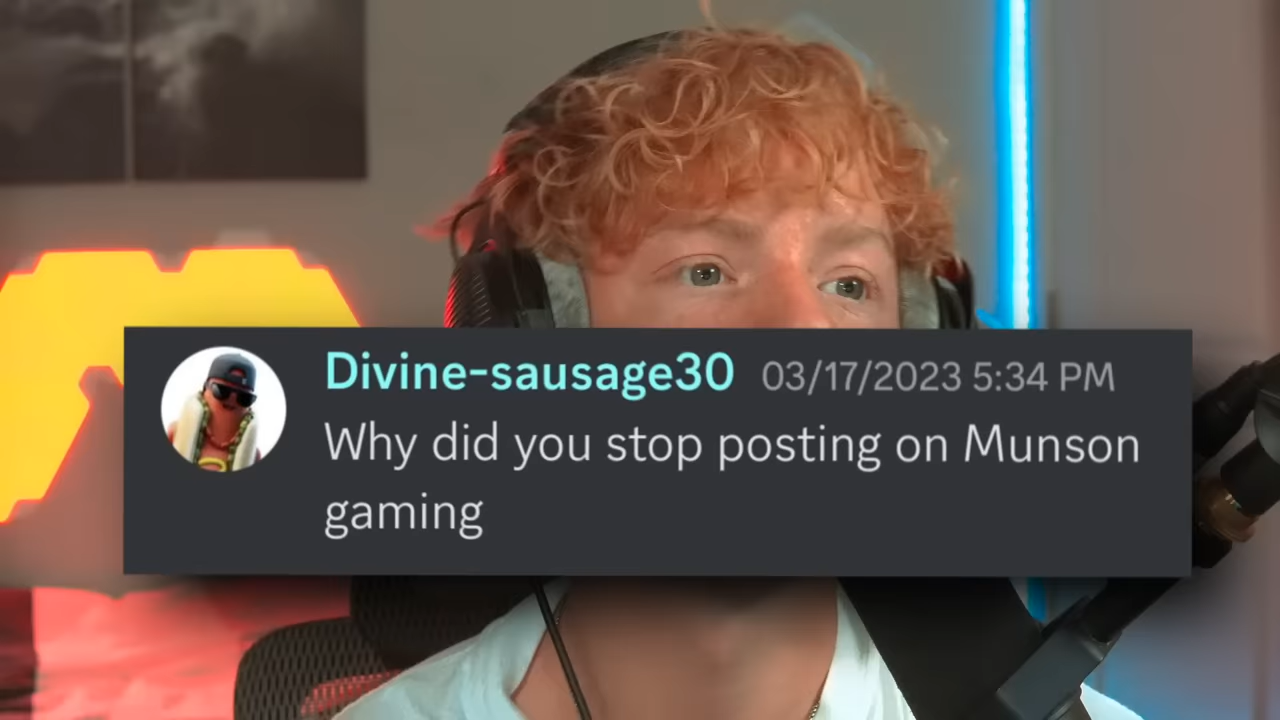 Divine-sausage30 03/17/2023 5:34 PM
Why did you stop posting on Munson
gaming